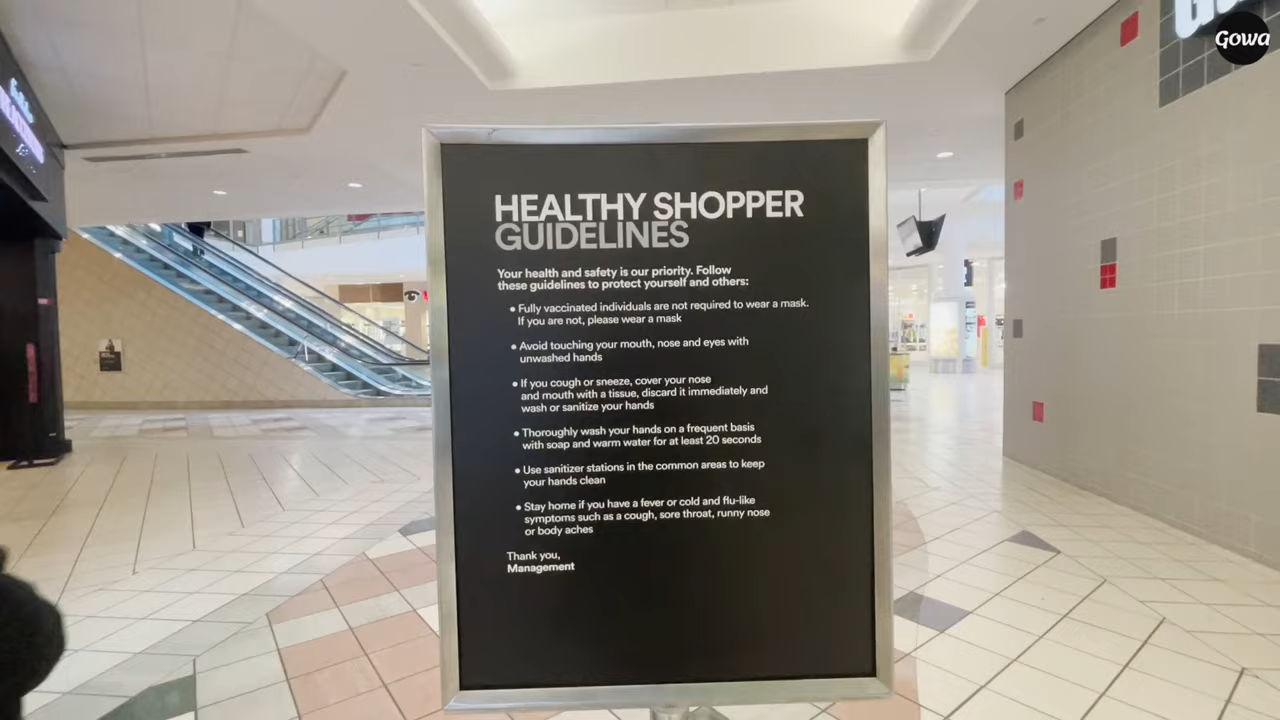 Gowa
HEALTHY SHOPPER
GUIDELINES
Your health and safety is our priority. Follow
these guidelines to protect yourself and others:
• Fully vaccinated individuals are not required to wear a mask.
If you are not, please wear a mask
• Avoid touching your mouth, nose and eyes with
unwashed hands
• If you cough or sneeze, cover your nose
and mouth with a tissue, discard it immediately and
wash or sanitize your hands
• Thoroughly wash your hands on a frequent basis
with soap and warm water for at least 20 seconds
• Use sanitizer stations in the common areas to keep
your hands clean
• Stay home if you have a fever or cold and flu-like
symptoms such as a cough, sore throat, runny nose
or body aches
Thank you,
Management